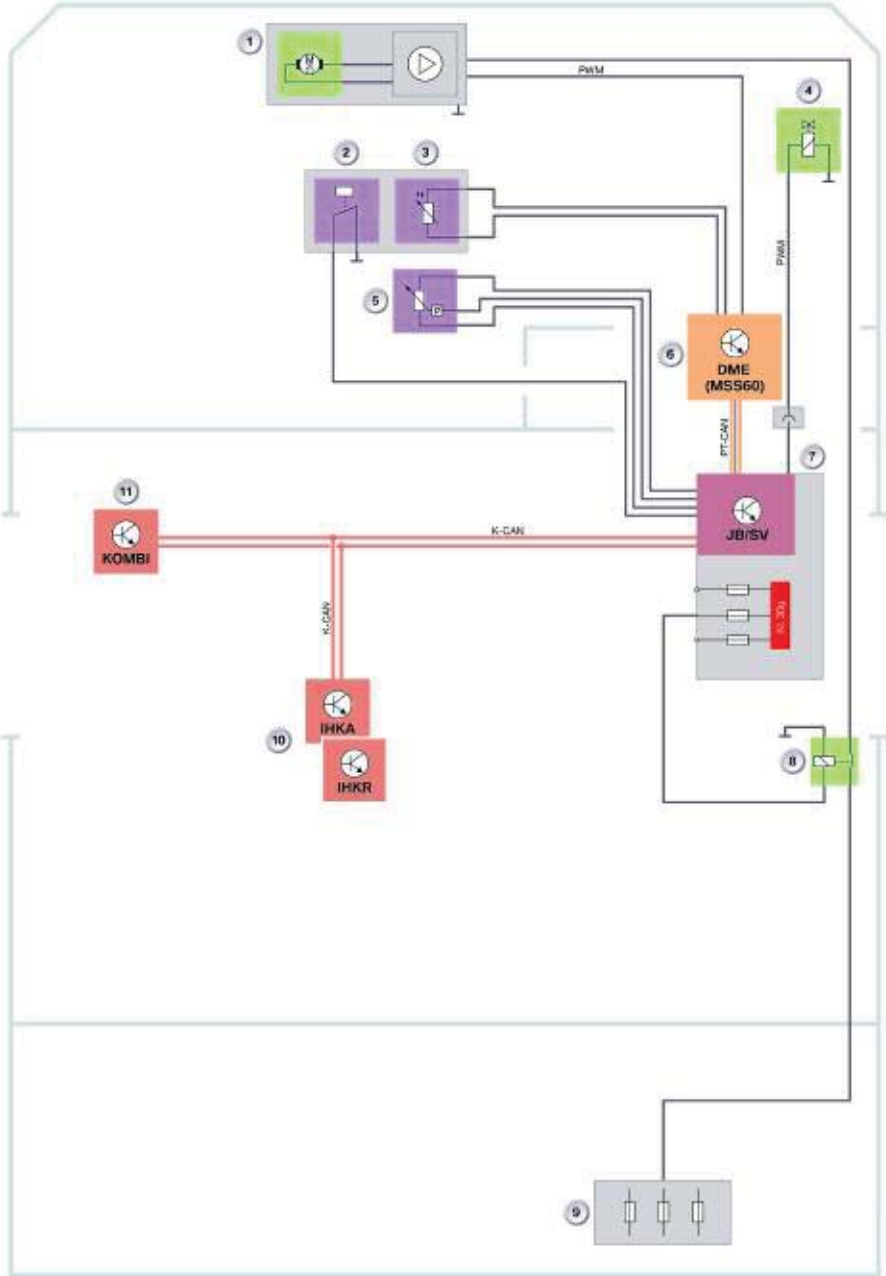 1
M
PWM
4
2
3
PWM
5
P
6
DME
(MSS60)
PT-CAN
7
11
K-CAN
JB/SV
KOMBI
K-CAN
KL 30g
IHKA
10
8
IHKR
9